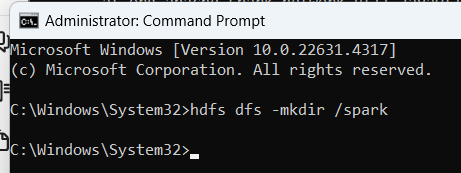 Administrator: Command Prompt
Microsoft Windows [Version 10.0.22631.4317]
(c) Microsoft Corporation. All rights reserved.
C:\Windows\System32>hdfs dfs -mkdir /spark
C:\Windows\System32>